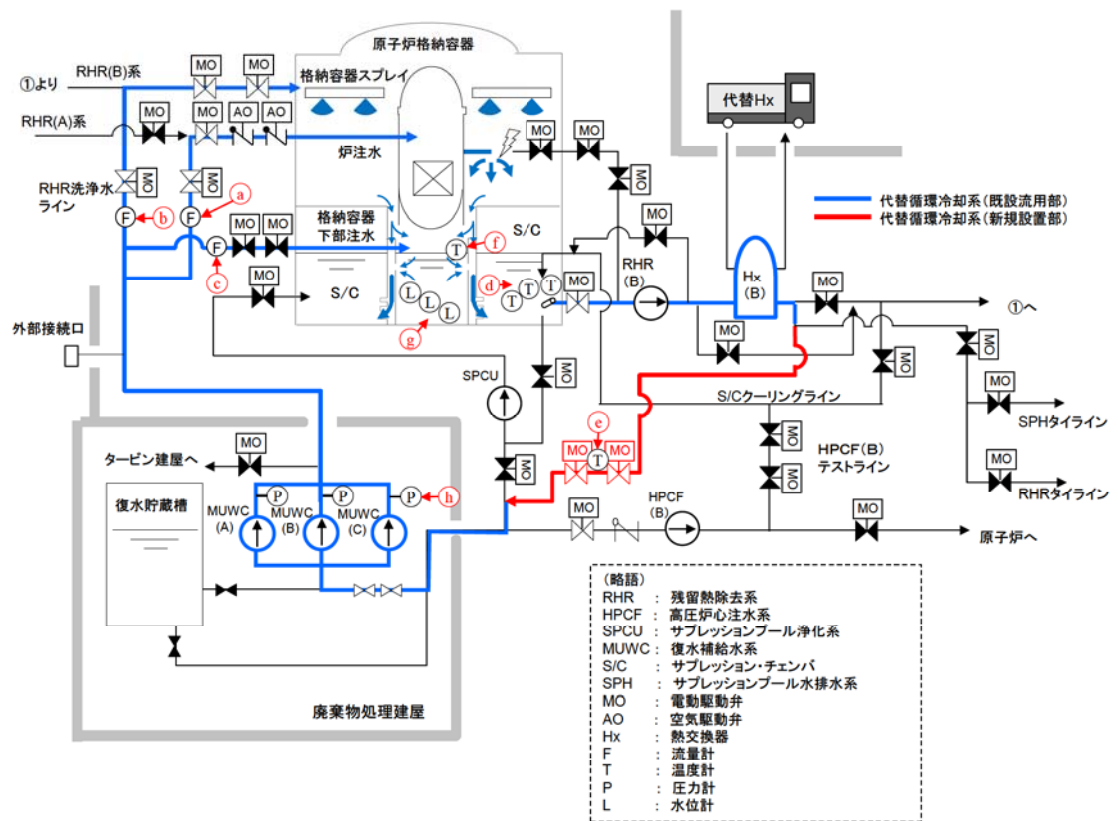 原子炉格納容器
MO
MO
RHR(B)系
①より
格納容器スプレイ
代替Hx
MO
MO
AO
AO
MO
MO
RHR(A)系
炉注水
MO
代替循環冷却系(既設流用部)
代替循環冷却系(新規設置部)
RHR洗浄水
ライン
MO
MO
a
F
b
F
格納容器
下部注水
S/C
T
f
MO
MO
MO
F
c
RHR
(B)
Hx
(B)
MO
S/C
d
T
T
T
MO
MO
①へ
L
L
L
g
外部接続口
MO
MO
MO
MO
SPCU
S/Cクーリングライン
MO
SPHタイライン
e
MO
T
MO
MO
HPCF(B)
テストライン
MO
タービン建屋へ
MO
MO
MO
RHRタイライン
復水貯蔵槽
P
P
P
h
MUWC
(A)
MUWC
(B)
MUWC
(C)
MO
HPCF
(B)
MO
原子炉へ
(略語)
RHR : 残留熱除去系
HPCF : 高圧炉心注水系
SPCU : サプレッションプール浄化系
MUWC : 復水補給水系
S/C : サプレッション・チェンバ
SPH : サプレッションプール水排水系
MO : 電動駆動弁
AO : 空気駆動弁
Hx : 熱交換器
F : 流量計
T : 温度計
P : 圧力計
L : 水位計
廃棄物処理建屋